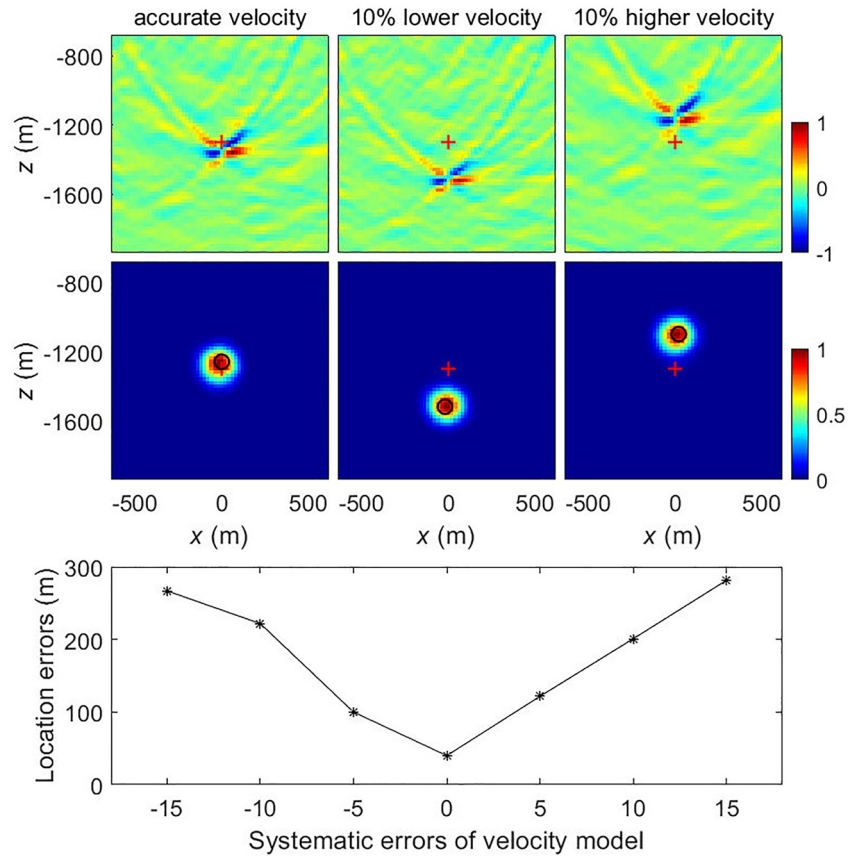 accurate velocity
10% lower velocity
10% higher velocity
-800
-1200
-1600
z (m)
1
0
-1
-800
-1200
-1600
z (m)
1
0.5
0
-500 0 500
-500 0 500
-500 0 500
x (m)
x (m)
x (m)
300
200
100
0
Location errors (m)
-15 -10 -5 0 5 10 15
Systematic errors of velocity model